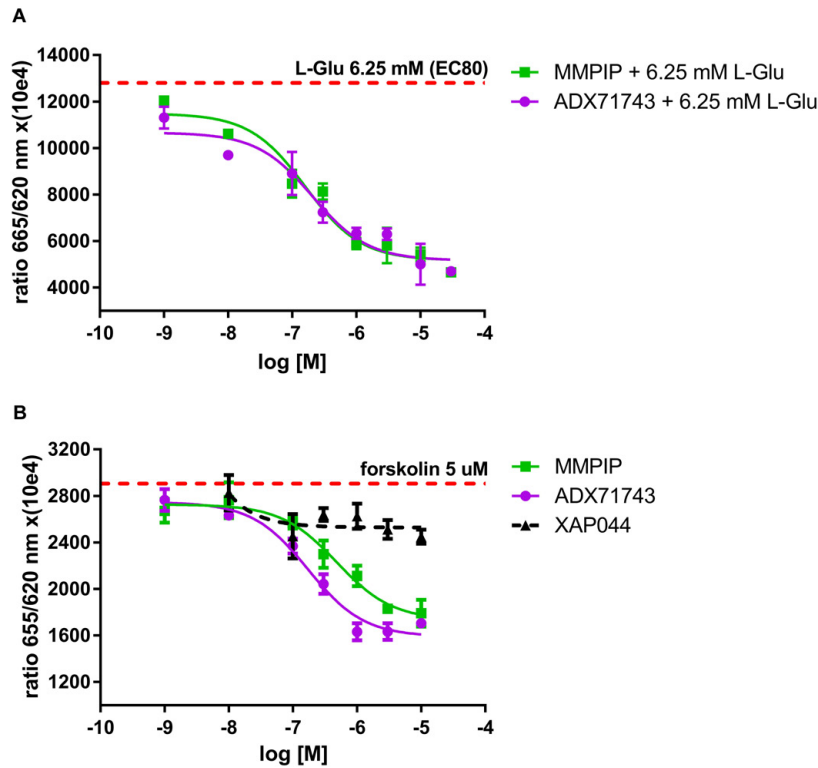 A
14000
12000
10000
8000
6000
4000
ratio 665/620 nm x(10e4)
L-Glu 6.25 mM (EC80)
-10 -9 -8 -7 -6 -5 -4
log [M]
MMPIP + 6.25 mM L-Glu
ADX71743 + 6.25 mM L-Glu
B
3200
2800
2400
2000
1600
1200
ratio 655/620 nm x(10e4)
forskolin 5 uM
-10 -9 -8 -7 -6 -5 -4
log [M]
MMPIP
ADX71743
XAP044